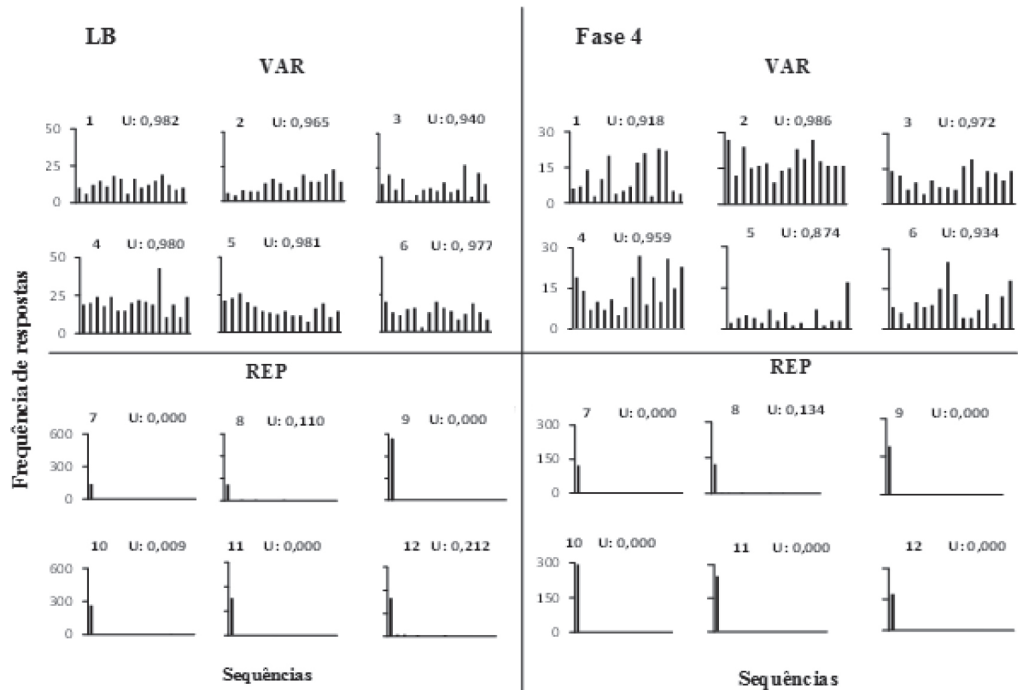 LB
VAR
1 U: 0,982
2 U: 0,965
3 U: 0,940
50
25
0
4 U: 0,980
5 U: 0,981
6 U: 0, 977
50
25
0
Fase 4
VAR
1 U: 0,918
2 U: 0,986
3 U: 0,972
30
15
0
4 U: 0,959
5 U: 0,874
6 U: 0,934
30
15
0
Frequência de respostas
REP
7 U: 0,000
8 U: 0,110
9 U: 0,000
600
300
0
10 U: 0,009
11 U: 0,000
12 U: 0,212
600
300
0
Sequências
REP
7 U: 0,000
8 U: 0,134
9 U: 0,000
300
150
0
10 U: 0,000
11 U: 0,000
12 U: 0,000
300
150
0
Sequências